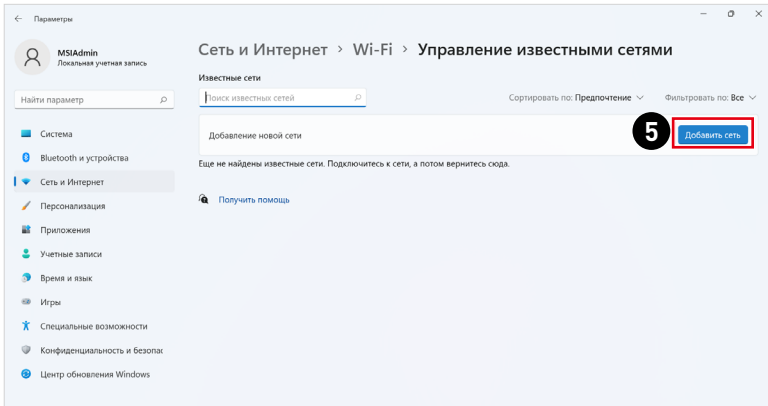 Параметры
MSIAdmin
Локальная учетная запись
Найти параметр
Система
Bluetooth и устройства
Сеть и Интернет
Персонализация
Приложения
Учетные записи
Время и язык
Игры
Специальные возможности
Конфиденциальность и безопас
Центр обновления Windows
Сеть и Интернет > Wi-Fi > Управление известными сетями
Известные сети
Поиск известных сетей
Сортировать по: Предпочтение
Фильтровать по: Все
Добавление новой сети
5
Добавить сеть
Еще не найдены известные сети. Подключитесь к сети, а потом вернитесь сюда.
Получить помощь